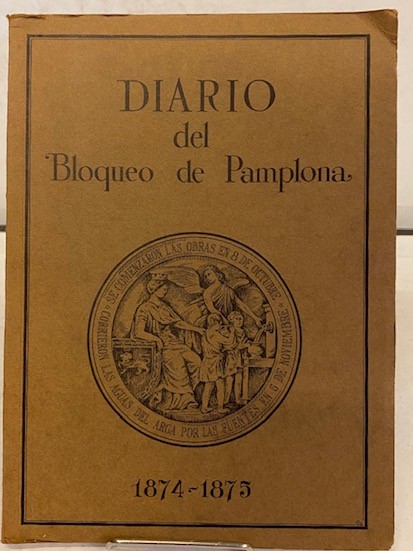 DIARIO
del
Bloqueo de Pamplona
SE COMENZARON LAS OBRAS EN 8 DE OCTUBRE
CORRIERON LAS AGUAS DEL ARGA POR LAS FUENTES EN 6 DE NOVIEMBRE
1874-1875